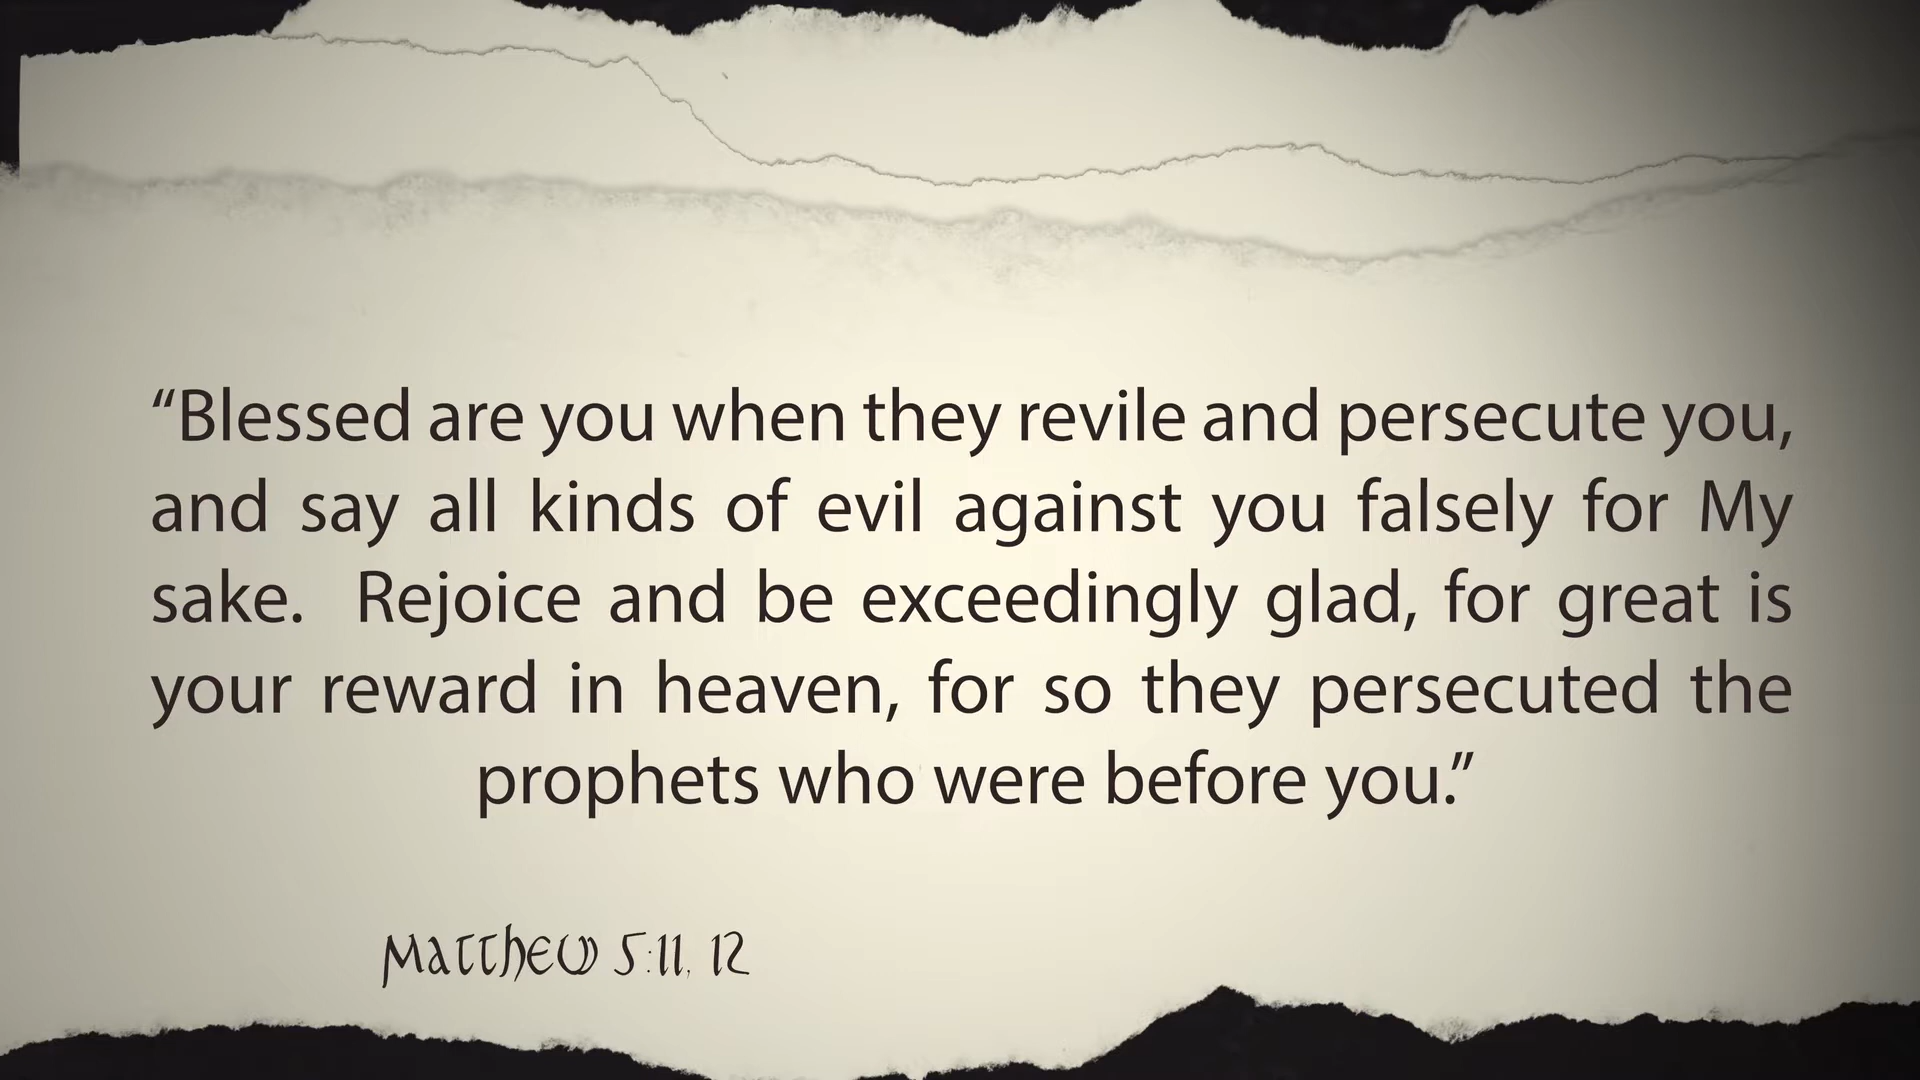 “Blessed are you when they revile and persecute you,
and say all kinds of evil against you falsely for My
sake.  Rejoice and be exceedingly glad, for great is
your reward in heaven, for so they persecuted the
prophets who were before you.”
Matthew 5:11, 12